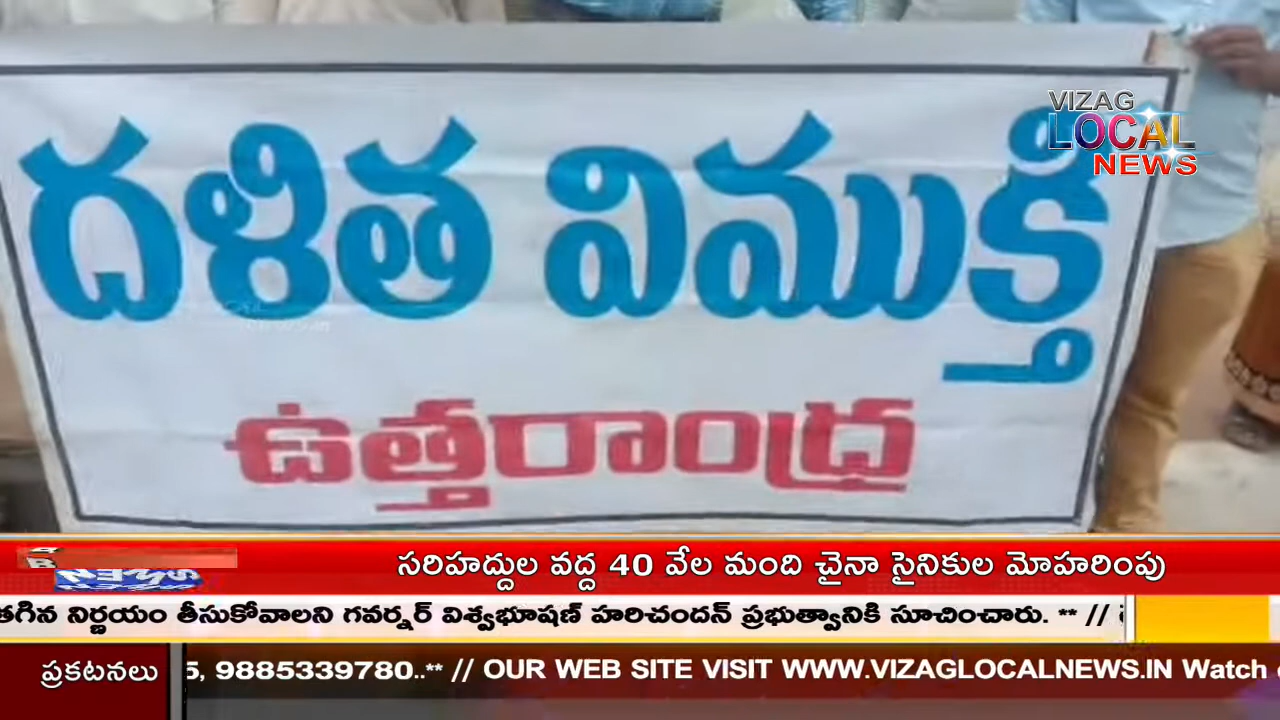 VIZAG
LOCAL
NEWS
దళిత విముక్తి
ఉత్తరాంధ్ర
సరిహద్దుల వద్ద 40 వేల మంది చైనా సైనికుల మోహరింపు
తగిన నిర్ణయం తీసుకోవాలని గవర్నర్ విశ్వభూషణ్ హరిచందన్ ప్రభుత్వానికి సూచించారు. ** //
ప్రకటనలు
5, 9885339780..** // OUR WEB SITE VISIT WWW.VIZAGLOCALNEWS.IN Watch